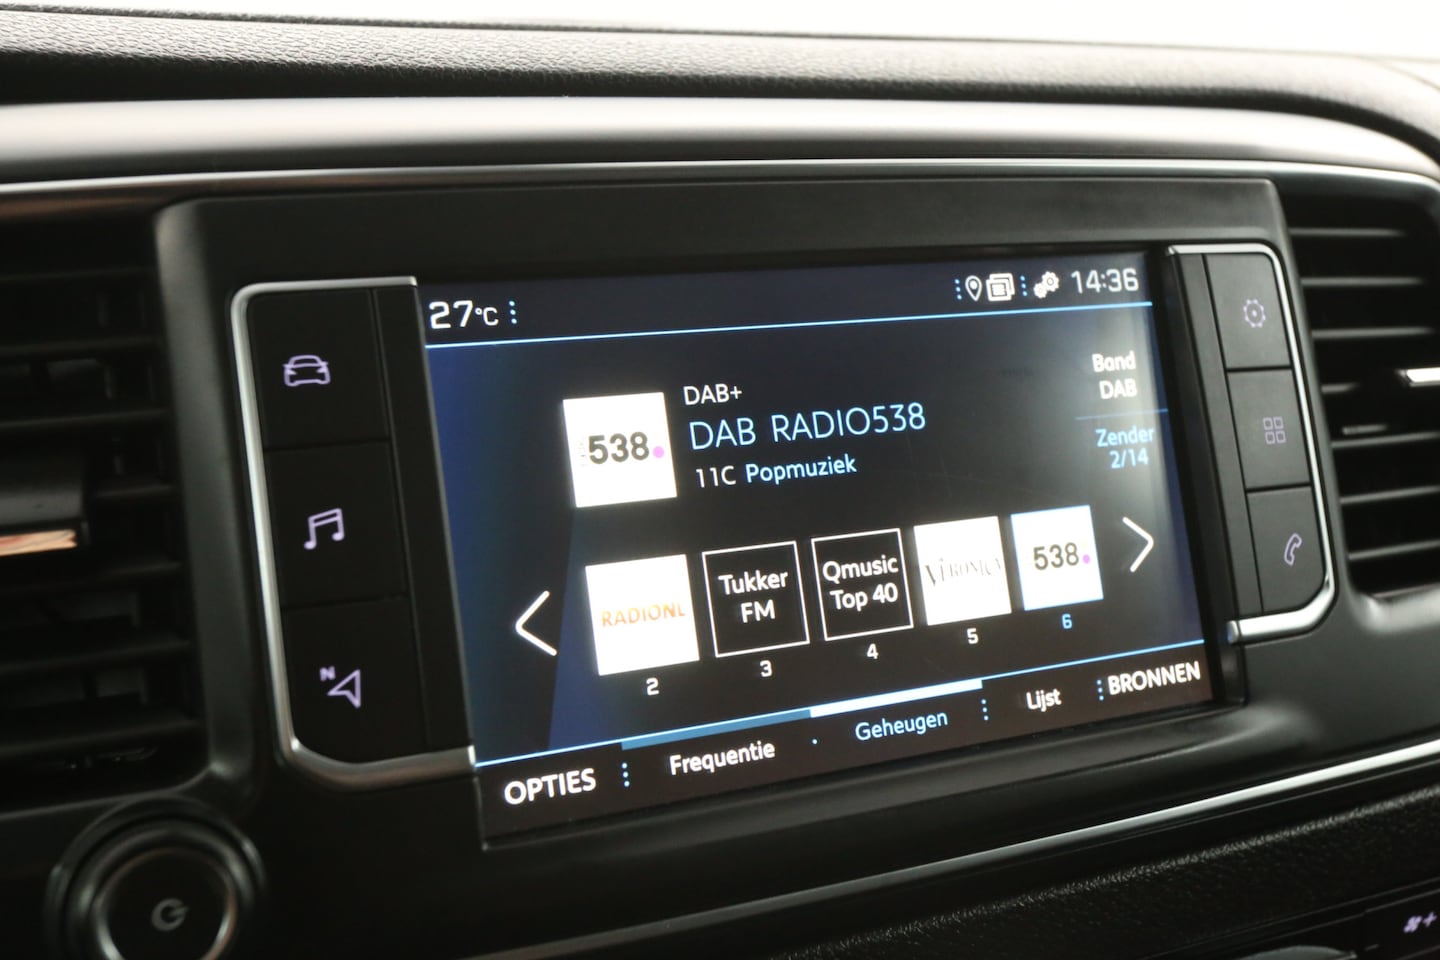 27°C
14:36
Band
DAB
DAB+
DAB RADIO538
11C Popmuziek
538
Zender
2/14
RADIONL
Tukker
FM
Qmusic
Top 40
VERONICA
538
2
3
4
5
6
OPTIES
Frequentie
Geheugen
Lijst
BRONNEN
N